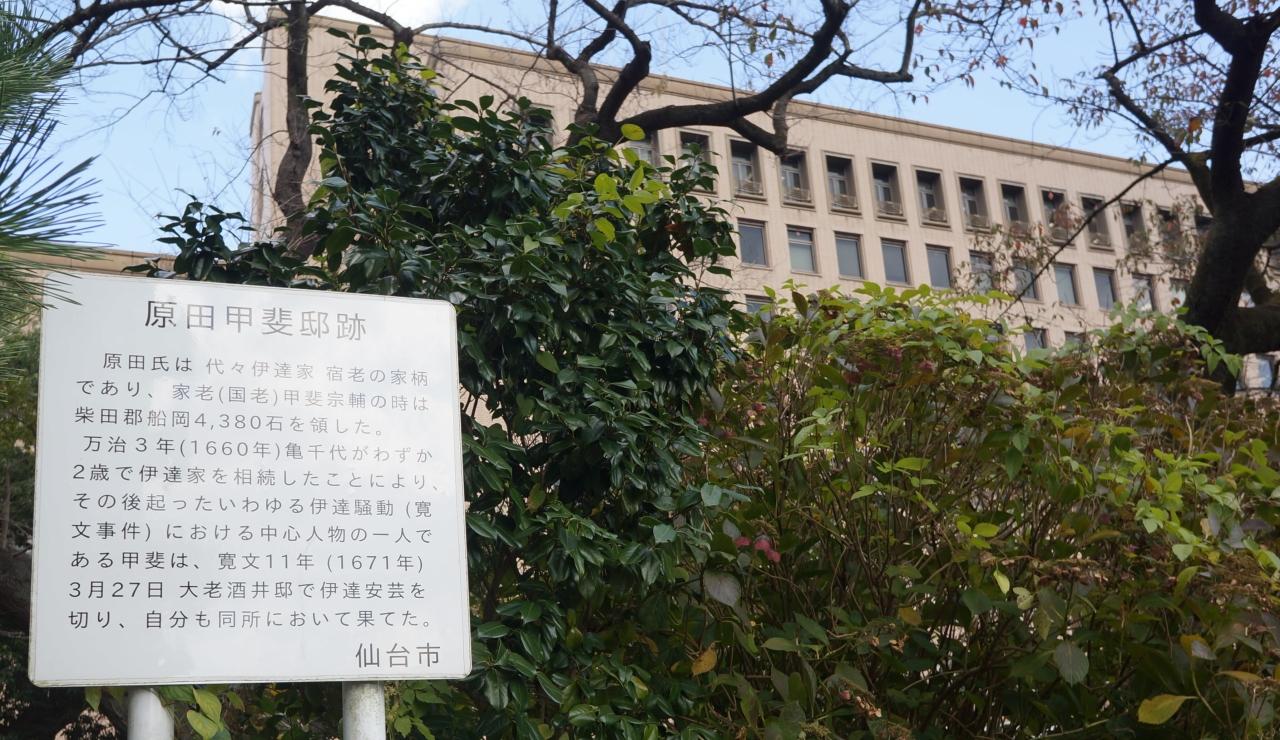 原田甲斐邸跡
原田氏は 代々伊達家 宿老の家柄
であり、家老(国老)甲斐宗輔の時は
柴田郡船岡4,380石を領した。
万治3年(1660年)亀千代がわずか
2歳で伊達家を相続したことにより、
その後起ったいわゆる伊達騒動 (寛
文事件) における中心人物の一人で
ある甲斐は、寛文11年 (1671年)
3月27日 大老酒井邸で伊達安芸を
切り、自分も同所において果てた。
仙台市